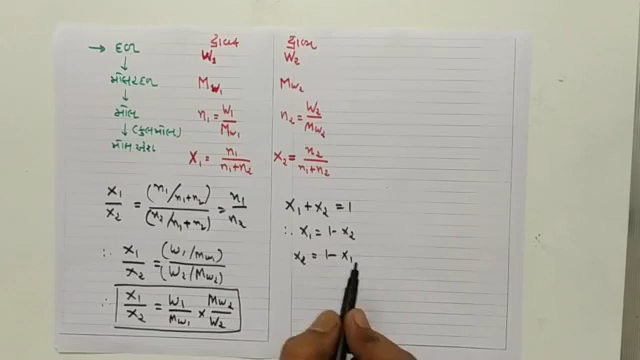 → દળ દ્રાવક દ્રાવ્ય
W₂ W₂
↓
મોલરદળ Mw₁ Mw₂
↓
મોલ n₁ = W₁/Mw₁ n₂ = W₂/Mw₂
↓ (કુલમોલ)
મોલઅંશ X₁ = n₁/n₁+n₂ X₂ = n₂/n₁+n₂
x₁/x₂ = (n₁/n₁+n₂)/(n₂/n₁+n₂) = n₁/n₂
∴ x₁/x₂ = (W₁/Mw₁)/(W₂/Mw₂)
∴ x₁/x₂ = W₁/Mw₁ × Mw₂/W₂
x₁ + x₂ = 1
∴ x₁ = 1 - x₂
x₂ = 1 - x₁